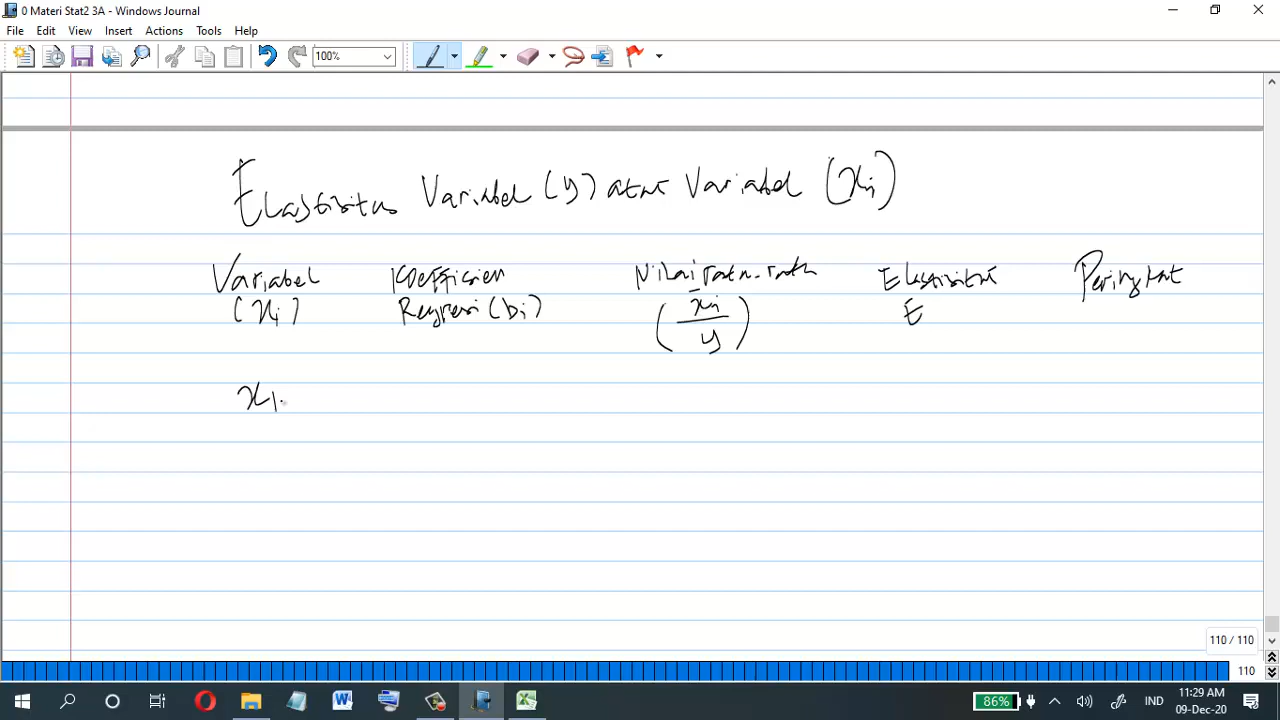 0 Materi Stat2 3A - Windows Journal
File Edit View Insert Actions Tools Help
100%
Elastisitas Variabel (y) atas Variabel (xi)
Variabel Koefficien Nilai rata-rata Elastisitas Peringkat
(xi) Regresi (bi) (x̄i / y) E
x1
110 / 110
110
86% IND 11:29 AM
09-Dec-20